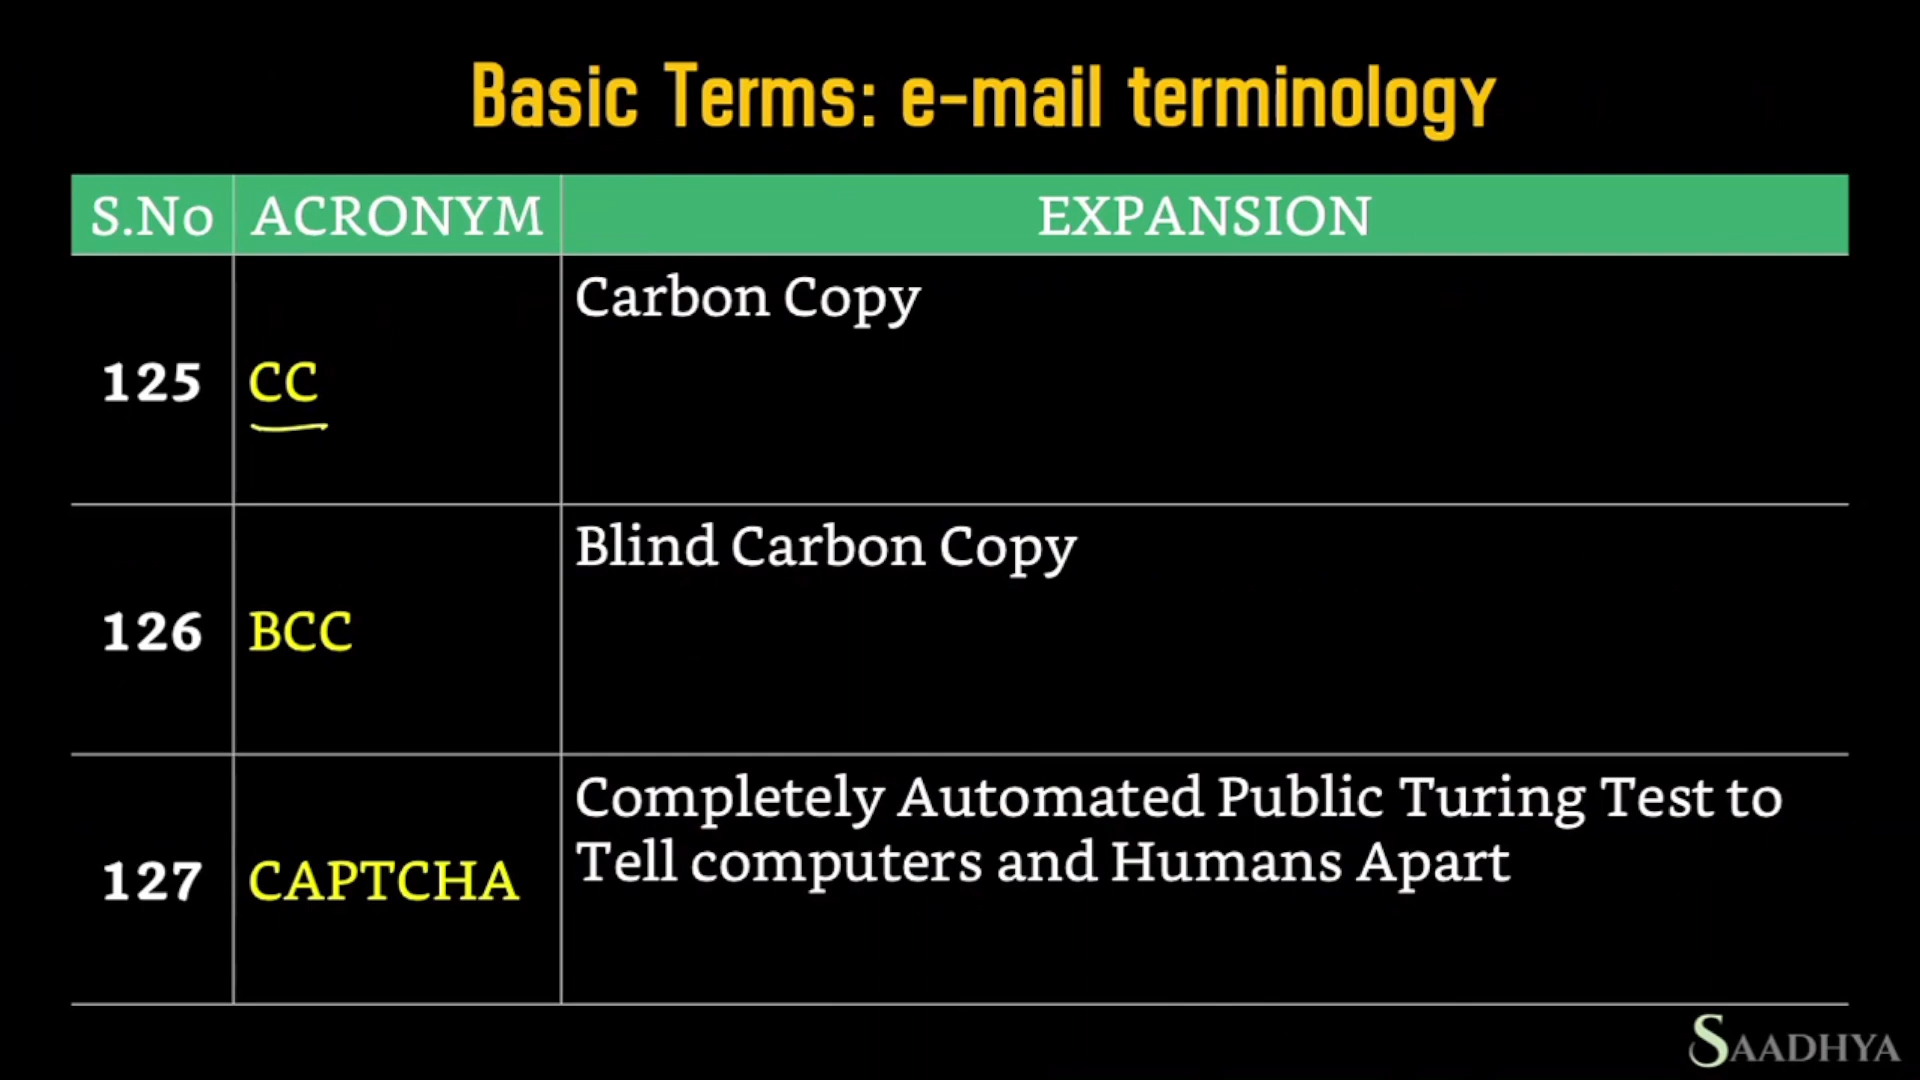 Basic Terms: e-mail terminology
S.No ACRONYM EXPANSION
125 CC Carbon Copy
126 BCC Blind Carbon Copy
127 CAPTCHA Completely Automated Public Turing Test to
Tell computers and Humans Apart
SAADHYA